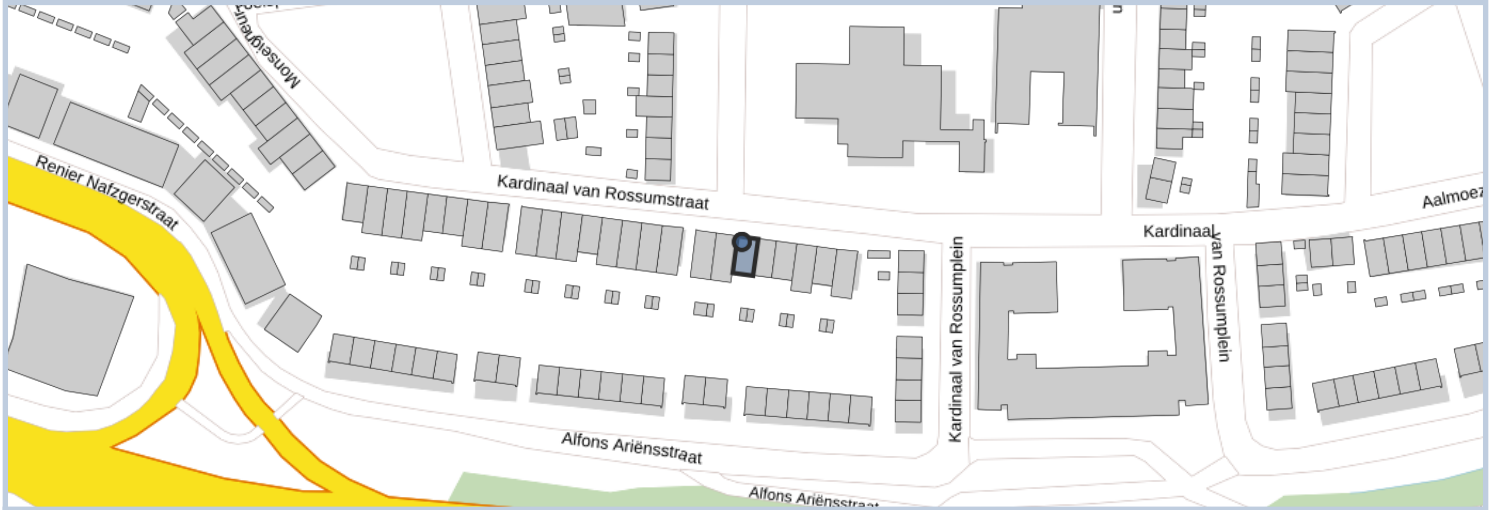 Monseigneur
Renier Nafzgerstraat
Kardinaal van Rossumstraat
Aalmoez
Kardinaal
van Rossumplein
Kardinaal van Rossumplein
Alfons Ariënsstraat
Alfons Ariënsstraat